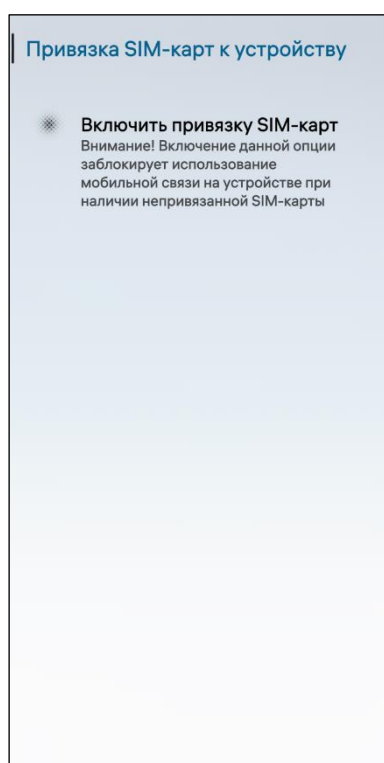 Привязка SIM-карт к устройству
Включить привязку SIM-карт
Внимание! Включение данной опции
заблокирует использование
мобильной связи на устройстве при
наличии непривязанной SIM-карты